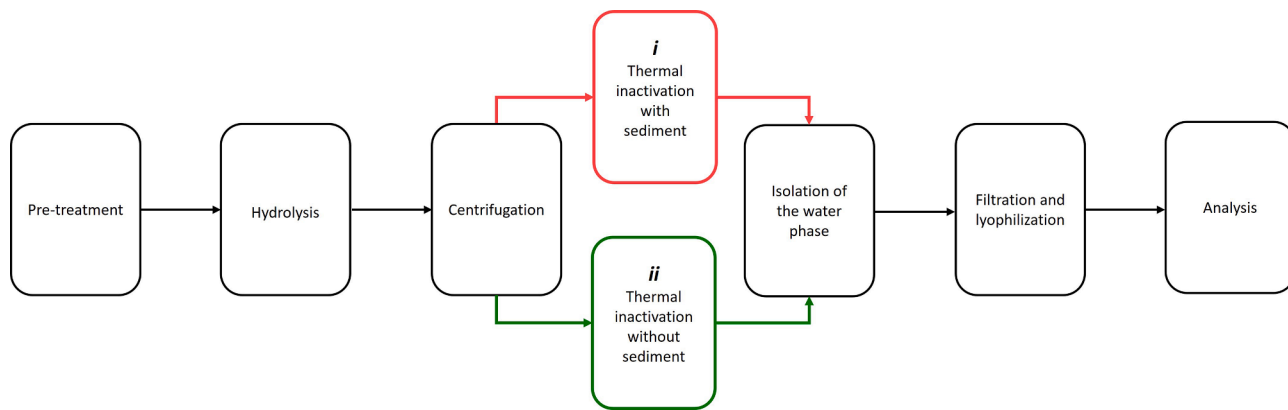 Pre-treatment
Hydrolysis
Centrifugation
i
Thermal
inactivation
with
sediment
ii
Thermal
inactivation
without
sediment
Isolation of
the water
phase
Filtration and
lyophilization
Analysis